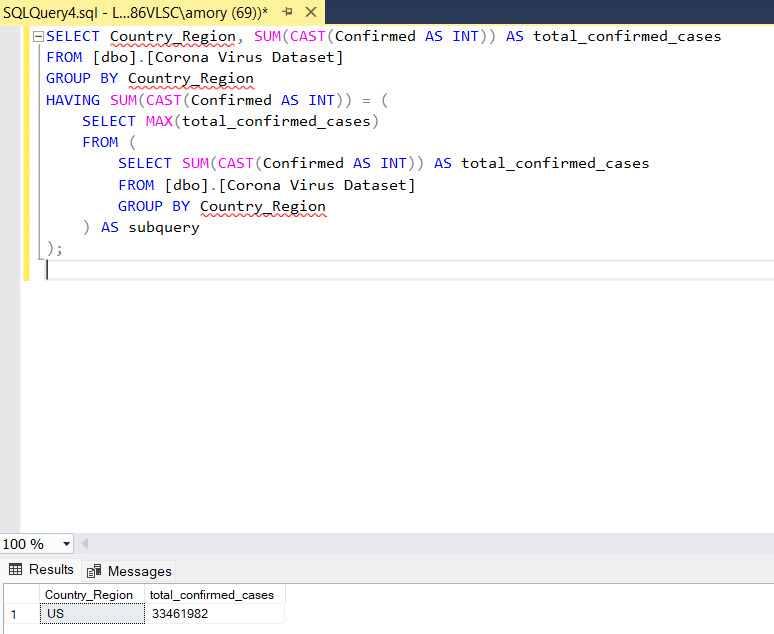 SQLQuery4.sql - L...86VLSC\amory (69))*
SELECT Country_Region, SUM(CAST(Confirmed AS INT)) AS total_confirmed_cases
FROM [dbo].[Corona Virus Dataset]
GROUP BY Country_Region
HAVING SUM(CAST(Confirmed AS INT)) = (
SELECT MAX(total_confirmed_cases)
FROM (
SELECT SUM(CAST(Confirmed AS INT)) AS total_confirmed_cases
FROM [dbo].[Corona Virus Dataset]
GROUP BY Country_Region
) AS subquery
);
100 %
Results Messages
Country_Region total_confirmed_cases
1 US 33461982